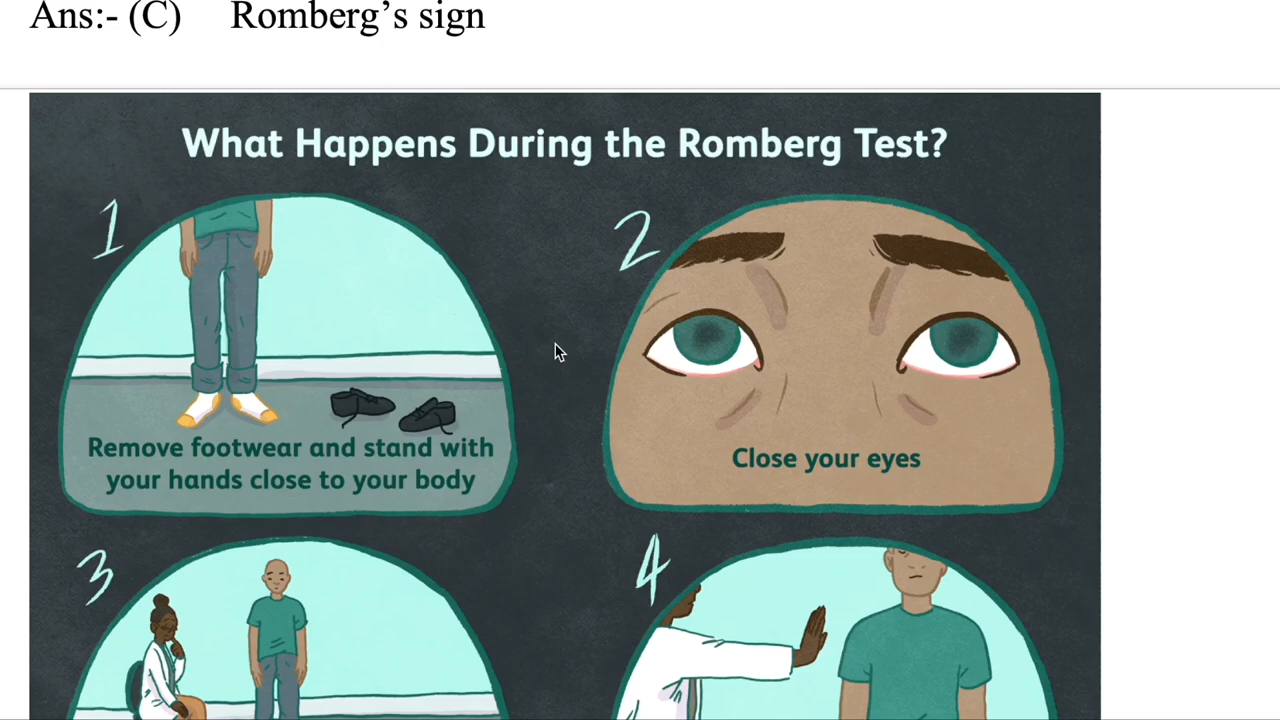 Ans:- (C) Romberg’s sign
What Happens During the Romberg Test?
1
Remove footwear and stand with
your hands close to your body
2
Close your eyes
3
4